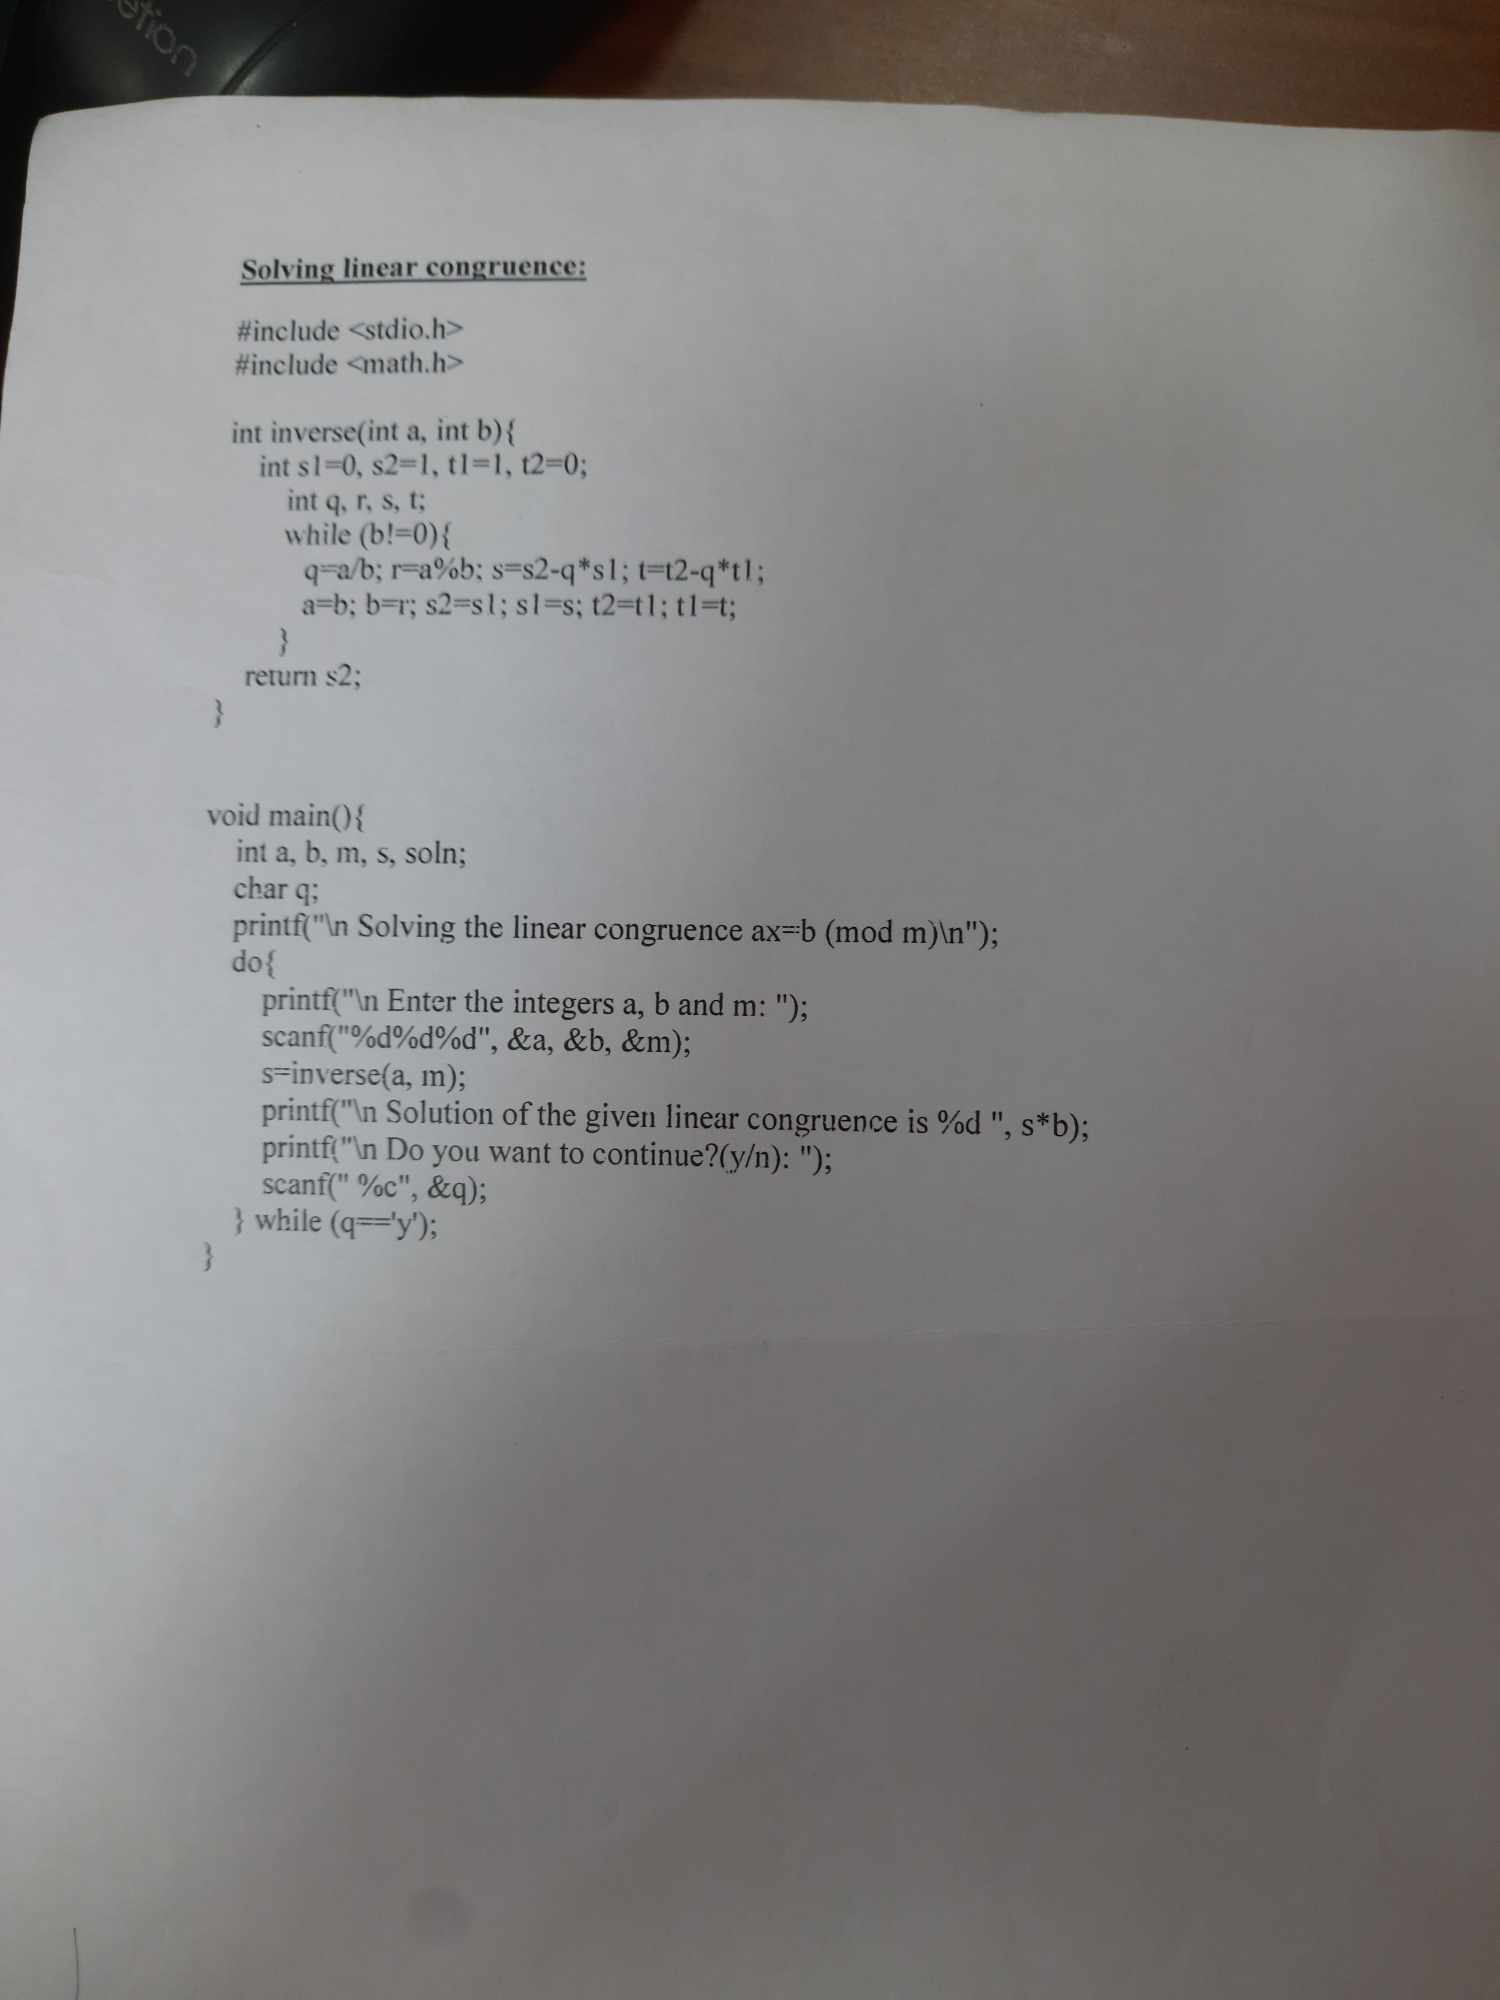 Solving linear congruence:
#include <stdio.h>
#include <math.h>
int inverse(int a, int b){
int s1=0, s2=1, t1=1, t2=0;
int q, r, s, t;
while (b!=0){
q=a/b; r=a%b; s=s2-q*s1; t=t2-q*t1;
a=b; b=r; s2=s1; s1=s; t2=t1; t1=t;
}
return s2;
}
void main(){
int a, b, m, s, soln;
char q;
printf("\n Solving the linear congruence ax=b (mod m)\n");
do{
printf("\n Enter the integers a, b and m: ");
scanf("%d%d%d", &a, &b, &m);
s=inverse(a, m);
printf("\n Solution of the given linear congruence is %d ", s*b);
printf("\n Do you want to continue?(y/n): ");
scanf(" %c", &q);
} while (q=='y');
}